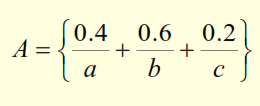 A = {0.4/a + 0.6/b + 0.2/c}